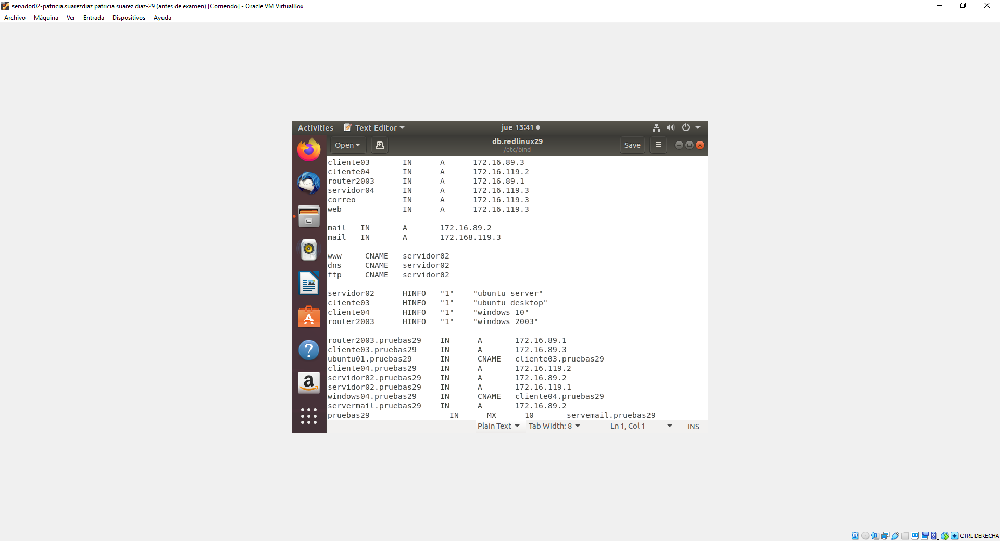 servidor02-patricia.suarezdiaz patricia suarez diaz-29 (antes de examen) [Corriendo] - Oracle VM VirtualBox
Archivo Máquina Ver Entrada Dispositivos Ayuda
Activities Text Editor jue 13:41
Open db.redlinux29 Save
/etc/bind
cliente03 IN A 172.16.89.3
cliente04 IN A 172.16.119.2
router2003 IN A 172.16.89.1
servidor04 IN A 172.16.119.3
correo IN A 172.16.119.3
web IN A 172.16.119.3
mail IN A 172.16.89.2
mail IN A 172.168.119.3
www CNAME servidor02
dns CNAME servidor02
ftp CNAME servidor02
servidor02 HINFO "1" "ubuntu server"
cliente03 HINFO "1" "ubuntu desktop"
cliente04 HINFO "1" "windows 10"
router2003 HINFO "1" "windows 2003"
router2003.pruebas29 IN A 172.16.89.1
cliente03.pruebas29 IN A 172.16.89.3
ubuntu01.pruebas29 IN CNAME cliente03.pruebas29
cliente04.pruebas29 IN A 172.16.119.2
servidor02.pruebas29 IN A 172.16.89.2
servidor02.pruebas29 IN A 172.16.119.1
windows04.pruebas29 IN CNAME cliente04.pruebas29
servermail.pruebas29 IN A 172.16.89.2
pruebas29 IN MX 10 servemail.pruebas29
Plain Text Tab Width: 8 Ln 1, Col 1 INS
CTRL DERECHA